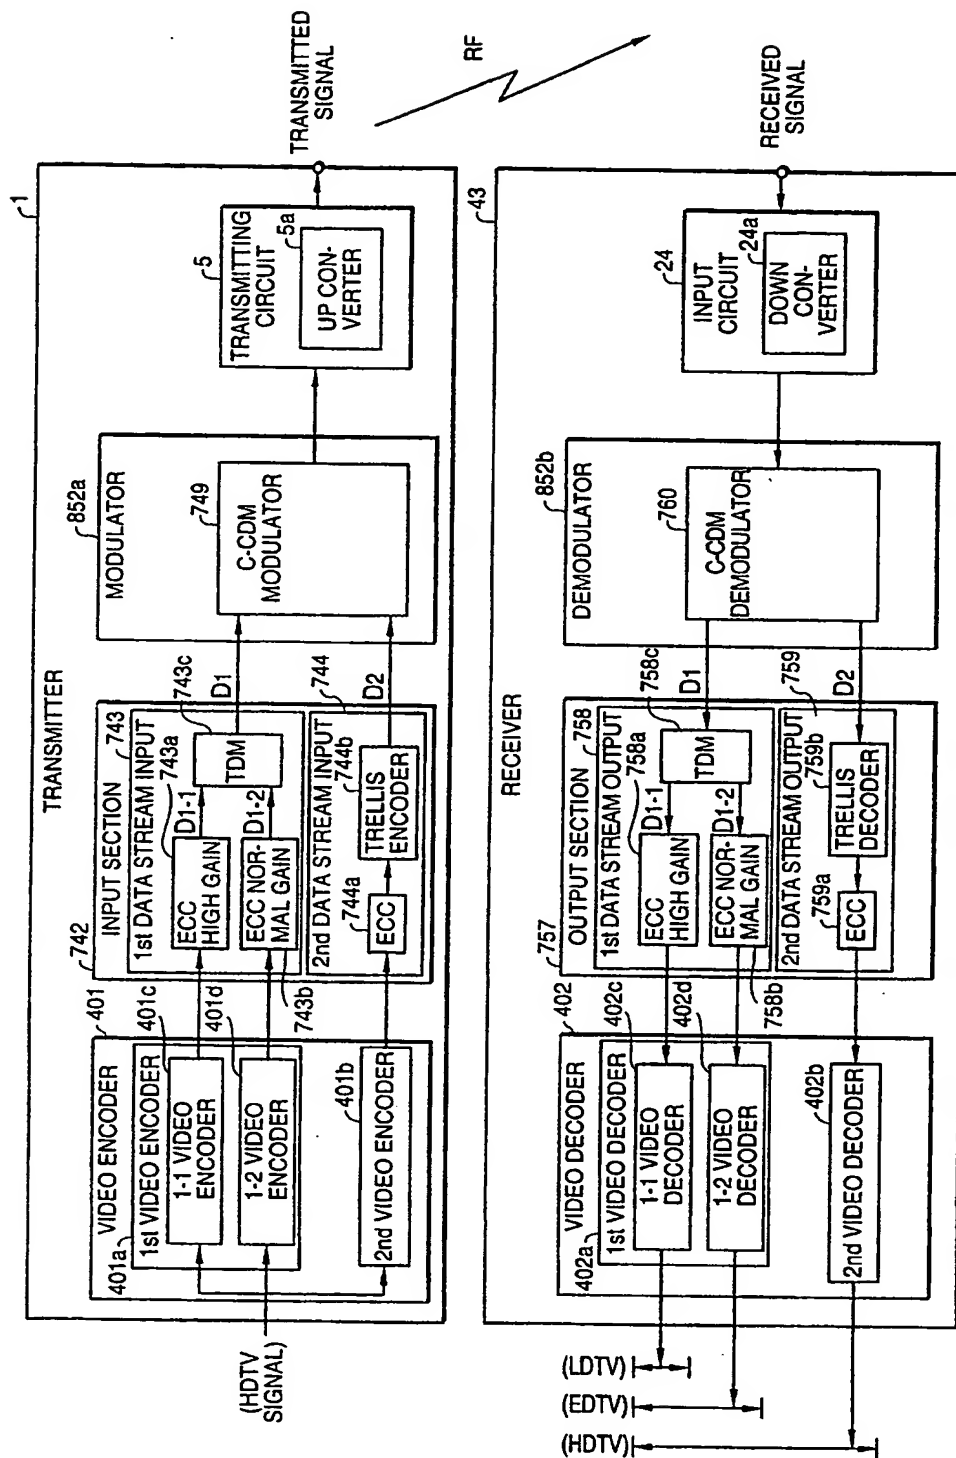 TRANSMITTER
1
(HDTV
SIGNAL)
VIDEO ENCODER
401
401a
1st VIDEO ENCODER
401c
1-1 VIDEO
ENCODER
401d
1-2 VIDEO
ENCODER
401b
2nd VIDEO ENCODER
742
INPUT SECTION
743
1st DATA STREAM INPUT
743a
ECC
HIGH GAIN
D1-1
ECC NOR-
MAL GAIN
743b
D1-2
743c
TDM
D1
744
2nd DATA STREAM INPUT
744a
ECC
744b
TRELLIS
ENCODER
D2
852a
MODULATOR
749
C-CDM
MODULATOR
5
TRANSMITTING
CIRCUIT
5a
UP CON-
VERTER
TRANSMITTED
SIGNAL
RF
RECEIVER
43
RECEIVED
SIGNAL
24
INPUT
CIRCUIT
24a
DOWN
CON-
VERTER
852b
DEMODULATOR
760
C-CDM
DEMODULATOR
D1
D2
757
OUTPUT SECTION
758
1st DATA STREAM OUTPUT
758c
TDM
D1-1
D1-2
758a
ECC
HIGH GAIN
ECC NOR-
MAL GAIN
758b
759
2nd DATA STREAM OUTPUT
759b
TRELLIS
DECODER
759a
ECC
402
VIDEO DECODER
402a
1st VIDEO DECODER
402c
1-1 VIDEO
DECODER
402d
1-2 VIDEO
DECODER
402b
2nd VIDEO DECODER
(LDTV)
(EDTV)
(HDTV)